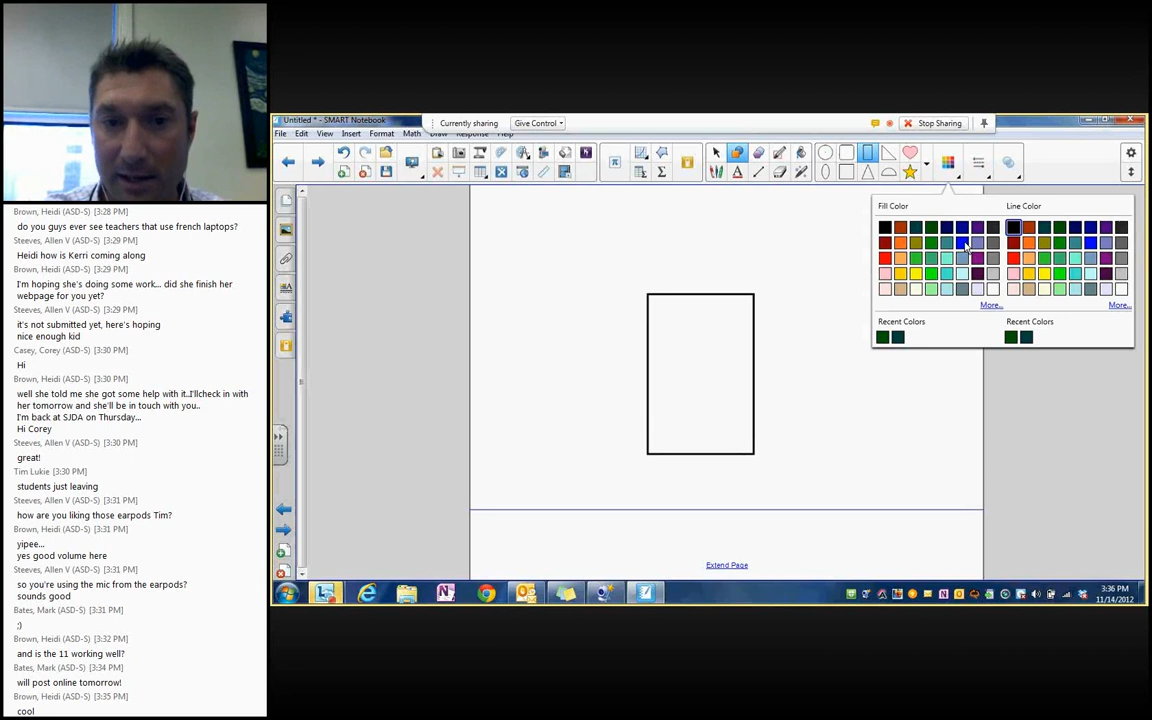 Brown, Heidi (ASD-S) [3:28 PM]
do you guys ever see teachers that use french laptops?
Steeves, Allen V (ASD-S) [3:29 PM]
Heidi how is Kerri coming along
Brown, Heidi (ASD-S) [3:29 PM]
I'm hoping she's doing some work... did she finish her
webpage for you yet?
Steeves, Allen V (ASD-S) [3:29 PM]
it's not submitted yet, here's hoping
nice enough kid
Casey, Corey (ASD-S) [3:30 PM]
Hi
Brown, Heidi (ASD-S) [3:30 PM]
well she told me she got some help with it..I'llcheck in with
her tomorrow and she'll be in touch with you..
I'm back at SJDA on Thursday...
Hi Corey
Steeves, Allen V (ASD-S) [3:30 PM]
great!
Tim Lukie [3:30 PM]
students just leaving
Steeves, Allen V (ASD-S) [3:31 PM]
how are you liking those earpods Tim?
Brown, Heidi (ASD-S) [3:31 PM]
yipee...
yes good volume here
Steeves, Allen V (ASD-S) [3:31 PM]
so you're using the mic from the earpods?
sounds good
Bates, Mark (ASD-S) [3:31 PM]
;)
Brown, Heidi (ASD-S) [3:32 PM]
and is the 11 working well?
Bates, Mark (ASD-S) [3:34 PM]
will post online tomorrow!
Brown, Heidi (ASD-S) [3:35 PM]
cool
Untitled * - SMART Notebook
Currently sharing
Give Control
Stop Sharing
File Edit View Insert Format Math Draw Response Help
Fill Color
Line Color
More...
More...
Recent Colors
Recent Colors
Extend Page
3:36 PM
11/14/2012